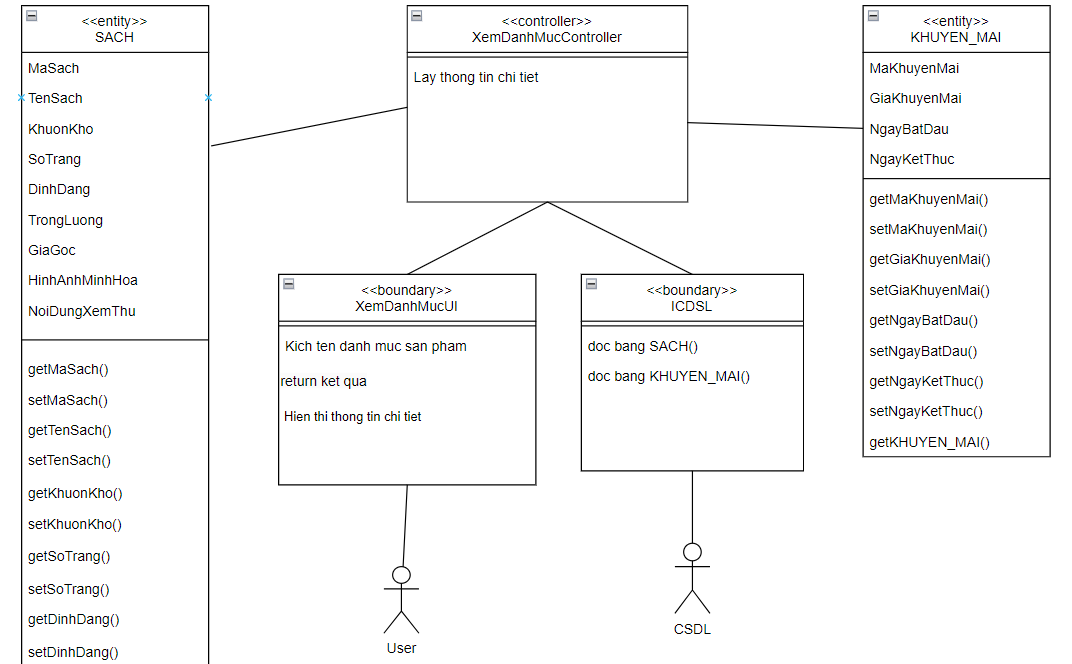 <<entity>>
SACH
MaSach
TenSach
KhuonKho
SoTrang
DinhDang
TrongLuong
GiaGoc
HinhAnhMinhHoa
NoiDungXemThu
getMaSach()
setMaSach()
getTenSach()
setTenSach()
getKhuonKho()
setKhuonKho()
getSoTrang()
setSoTrang()
getDinhDang()
setDinhDang()
<<controller>>
XemDanhMucController
Lay thong tin chi tiet
<<boundary>>
XemDanhMucUI
Kich ten danh muc san pham
return ket qua
Hien thi thong tin chi tiet
User
<<boundary>>
ICDSL
doc bang SACH()
doc bang KHUYEN_MAI()
CSDL
<<entity>>
KHUYEN_MAI
MaKhuyenMai
GiaKhuyenMai
NgayBatDau
NgayKetThuc
getMaKhuyenMai()
setMaKhuyenMai()
getGiaKhuyenMai()
setGiaKhuyenMai()
getNgayBatDau()
setNgayBatDau()
getNgayKetThuc()
setNgayKetThuc()
getKHUYEN_MAI()